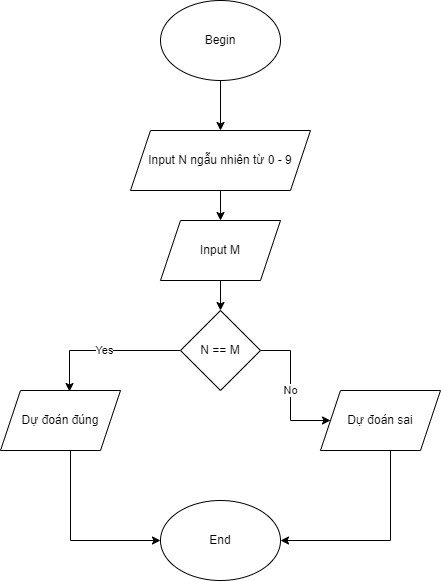 Begin
Input N ngẫu nhiên từ 0 - 9
Input M
N == M
Yes
No
Dự đoán đúng
Dự đoán sai
End